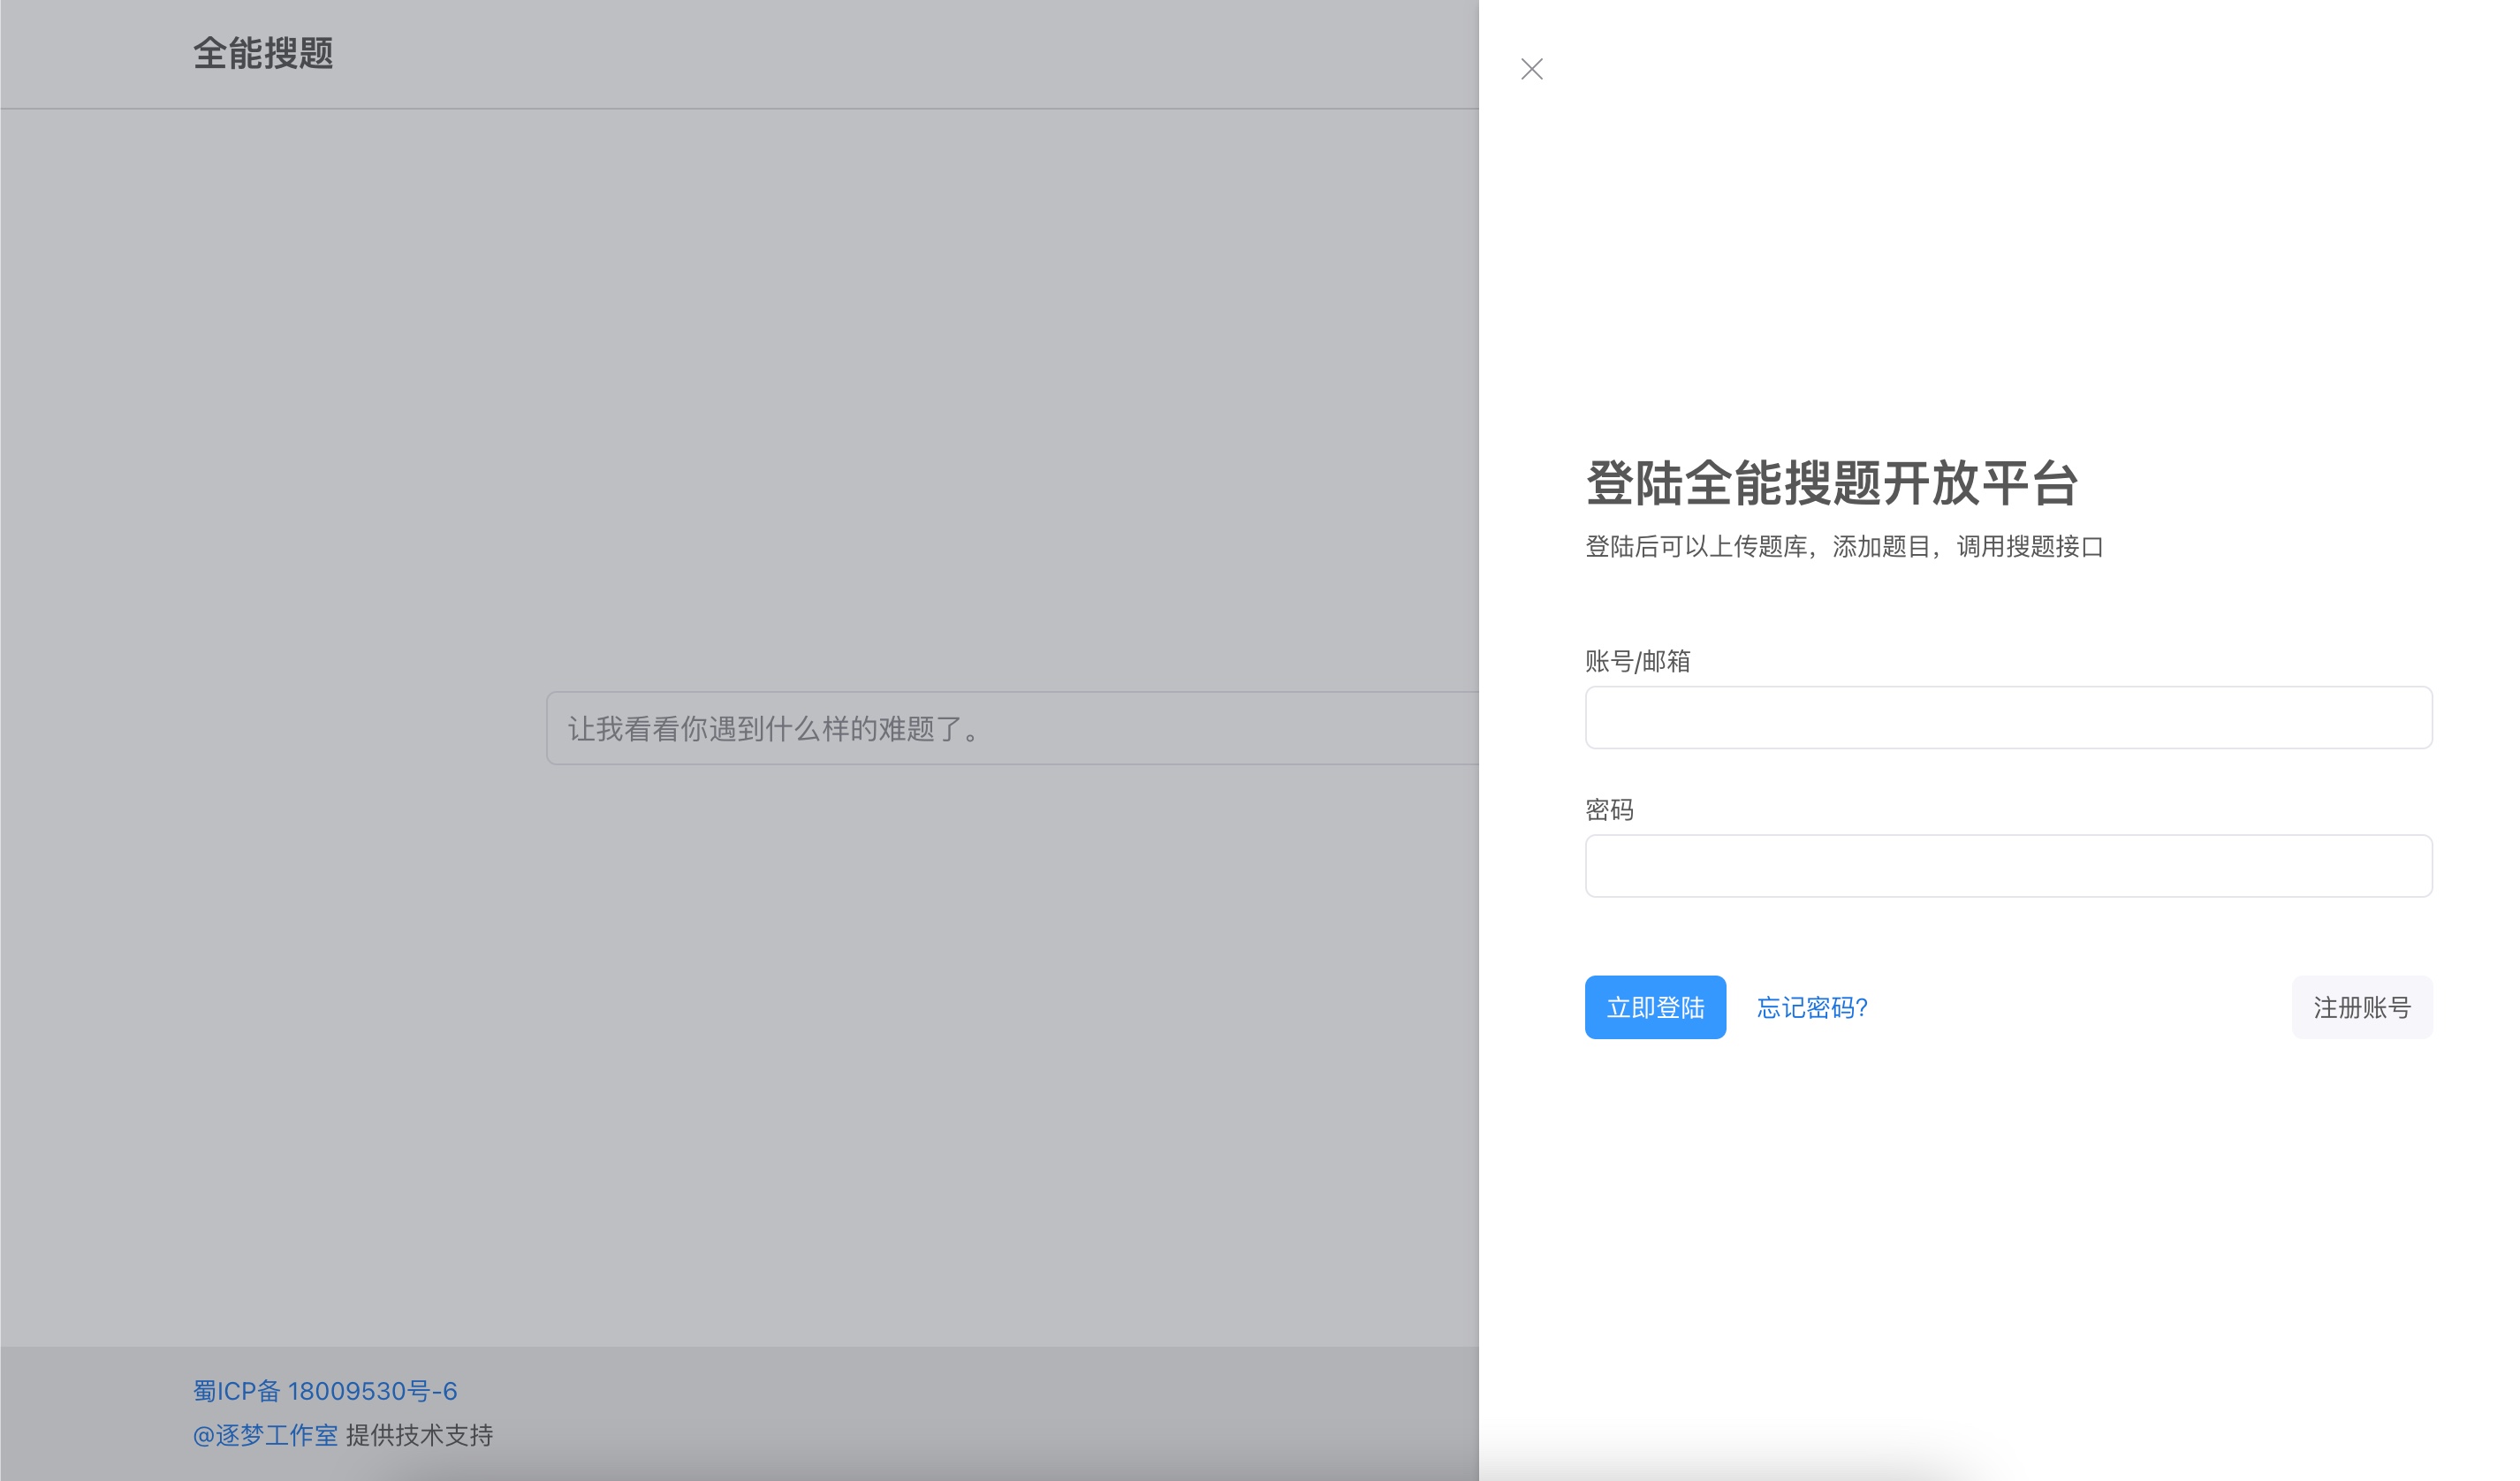 全能搜题
让我看看你遇到什么样的难题了。
蜀ICP备 18009530号-6
@逐梦工作室 提供技术支持
登陆全能搜题开放平台
登陆后可以上传题库，添加题目，调用搜题接口
账号/邮箱
密码
立即登陆 忘记密码? 注册账号